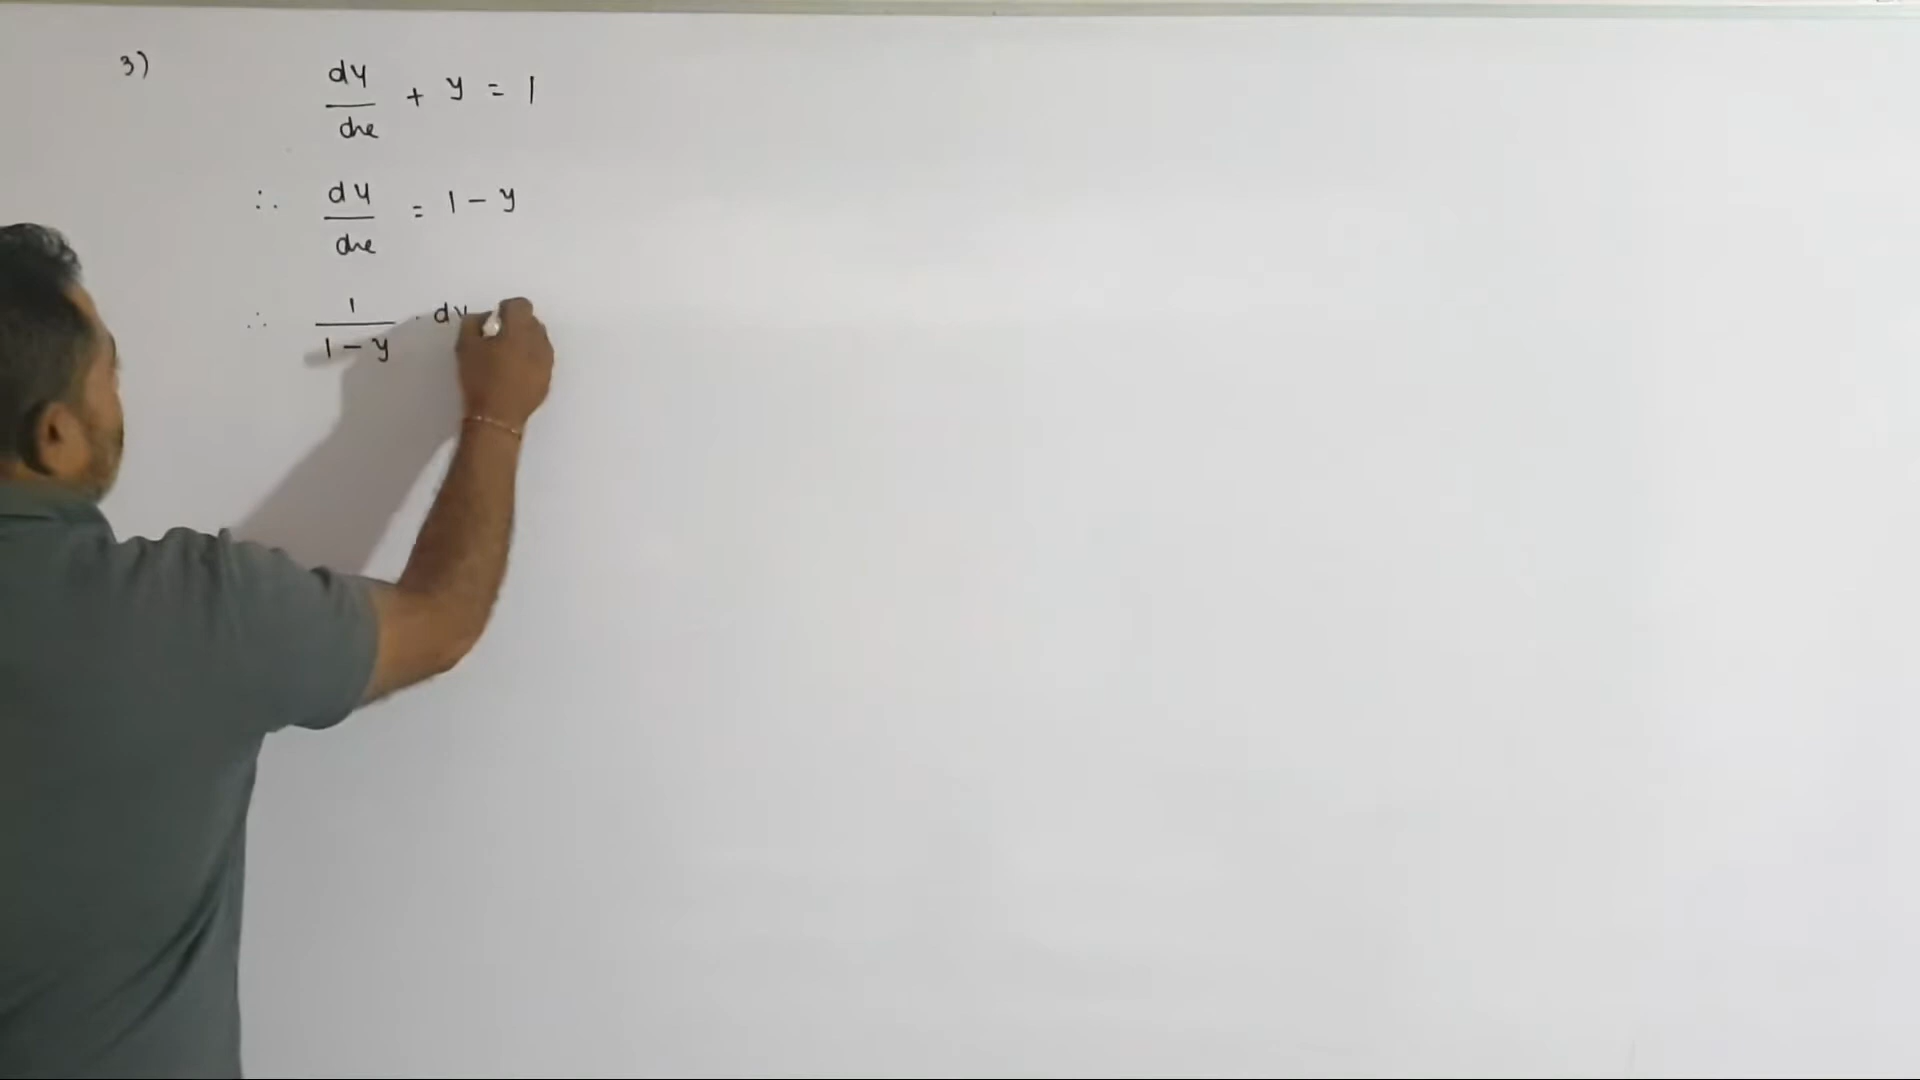 3) dy/dx + y = 1
∴ dy/dx = 1 - y
∴ 1/(1 - y) · dy